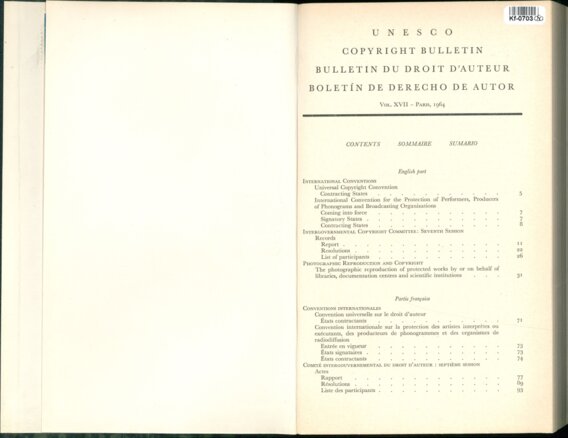 Kf-0703
UNESCO
COPYRIGHT BULLETIN
BULLETIN DU DROIT D'AUTEUR
BOLETÍN DE DERECHO DE AUTOR
Vol. XVII – Paris, 1964
CONTENTS SOMMAIRE SUMARIO
English part
International Conventions
Universal Copyright Convention
Contracting States . . . . . . . . . . . 5
International Convention for the Protection of Performers, Producers
of Phonograms and Broadcasting Organizations
Coming into force . . . . . . . . . . . 7
Signatory States . . . . . . . . . . . 7
Contracting States . . . . . . . . . . . 8
Intergovernmental Copyright Committee: Seventh Session
Records
Report . . . . . . . . . . . 11
Resolutions . . . . . . . . . . . 22
List of participants . . . . . . . . . . . 26
Photographic Reproduction and Copyright
The photographic reproduction of protected works by or on behalf of
libraries, documentation centres and scientific institutions . . . 31
Partie française
Conventions internationales
Convention universelle sur le droit d'auteur
États contractants . . . . . . . . . . . 71
Convention internationale sur la protection des artistes interprètes ou
exécutants, des producteurs de phonogrammes et des organismes de
radiodiffusion
Entrée en vigueur . . . . . . . . . . . 73
États signataires . . . . . . . . . . . 73
États contractants . . . . . . . . . . . 74
Comité intergouvernemental du droit d'auteur : septième session
Actes
Rapport . . . . . . . . . . . 77
Résolutions . . . . . . . . . . . 89
Liste des participants . . . . . . . . . . . 93